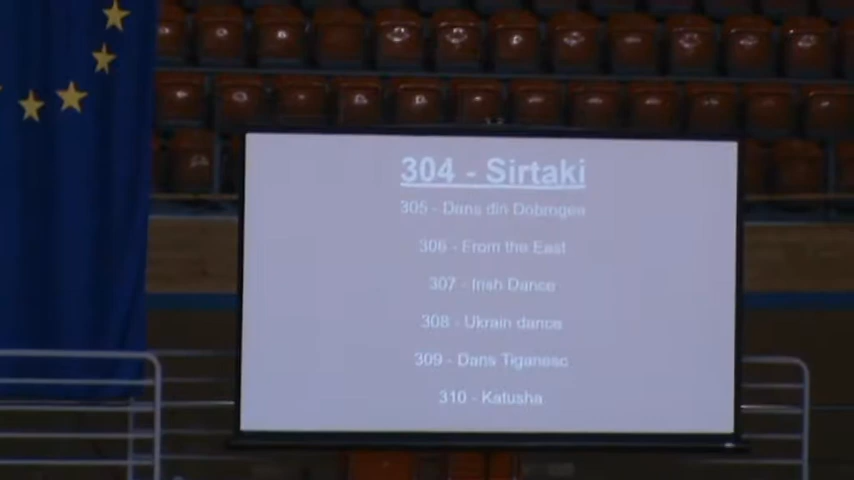 304 - Sirtaki
305 - Dans din Dobrogea
306 - From the East
307 - Irish Dance
308 - Ukrain dance
309 - Dans Tiganesc
310 - Katusha